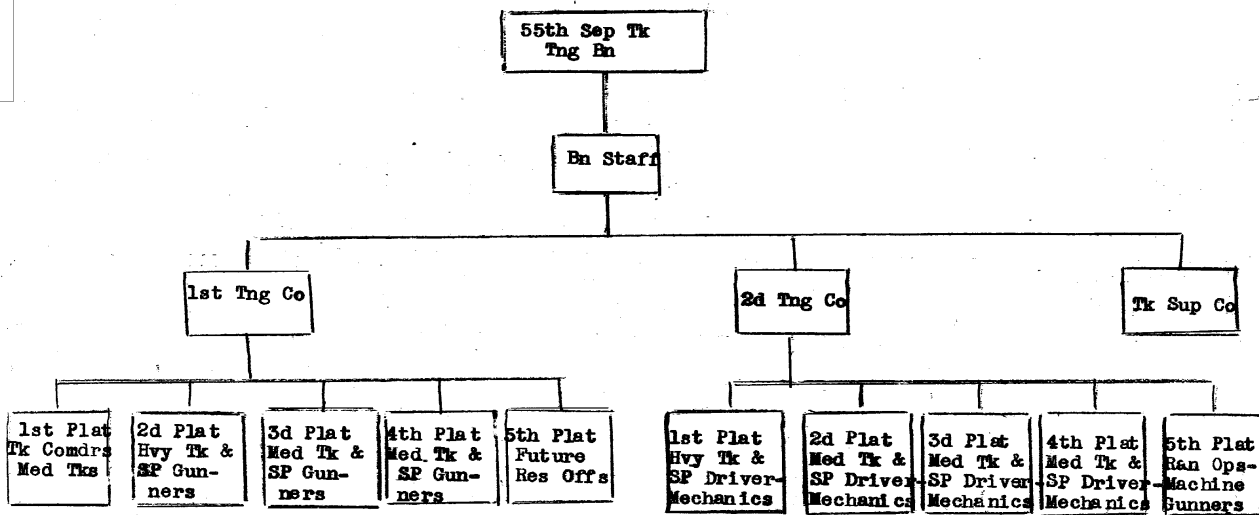 55th Sep Tk
Tng Bn
Bn Staff
1st Tng Co
2d Tng Co
Tk Sup Co
1st Plat
Tk Comdrs
Med Tks
2d Plat
Hvy Tk &
SP Gun-
ners
3d Plat
Med Tk &
SP Gun-
ners
4th Plat
Med Tk &
SP Gun-
ners
5th Plat
Future
Res Offs
1st Plat
Hvy Tk &
SP Driver-
Mechanics
2d Plat
Med Tk &
SP Driver-
Mechanics
3d Plat
Med Tk &
SP Driver-
Mechanics
4th Plat
Med Tk &
SP Driver-
Mechanics
5th Plat
Ran Ops-
Machine
Gunners